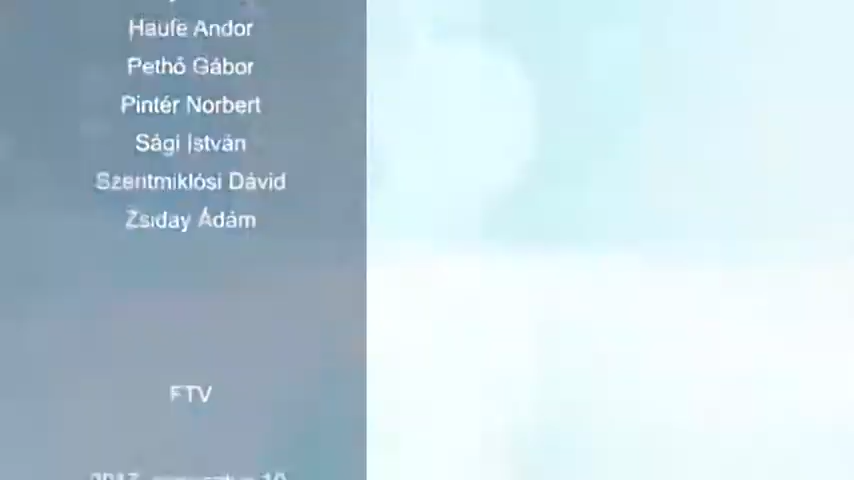 Haufe Andor
Pethő Gábor
Pintér Norbert
Sági István
Szentmiklósi Dávid
Zsiday Ádám
FTV